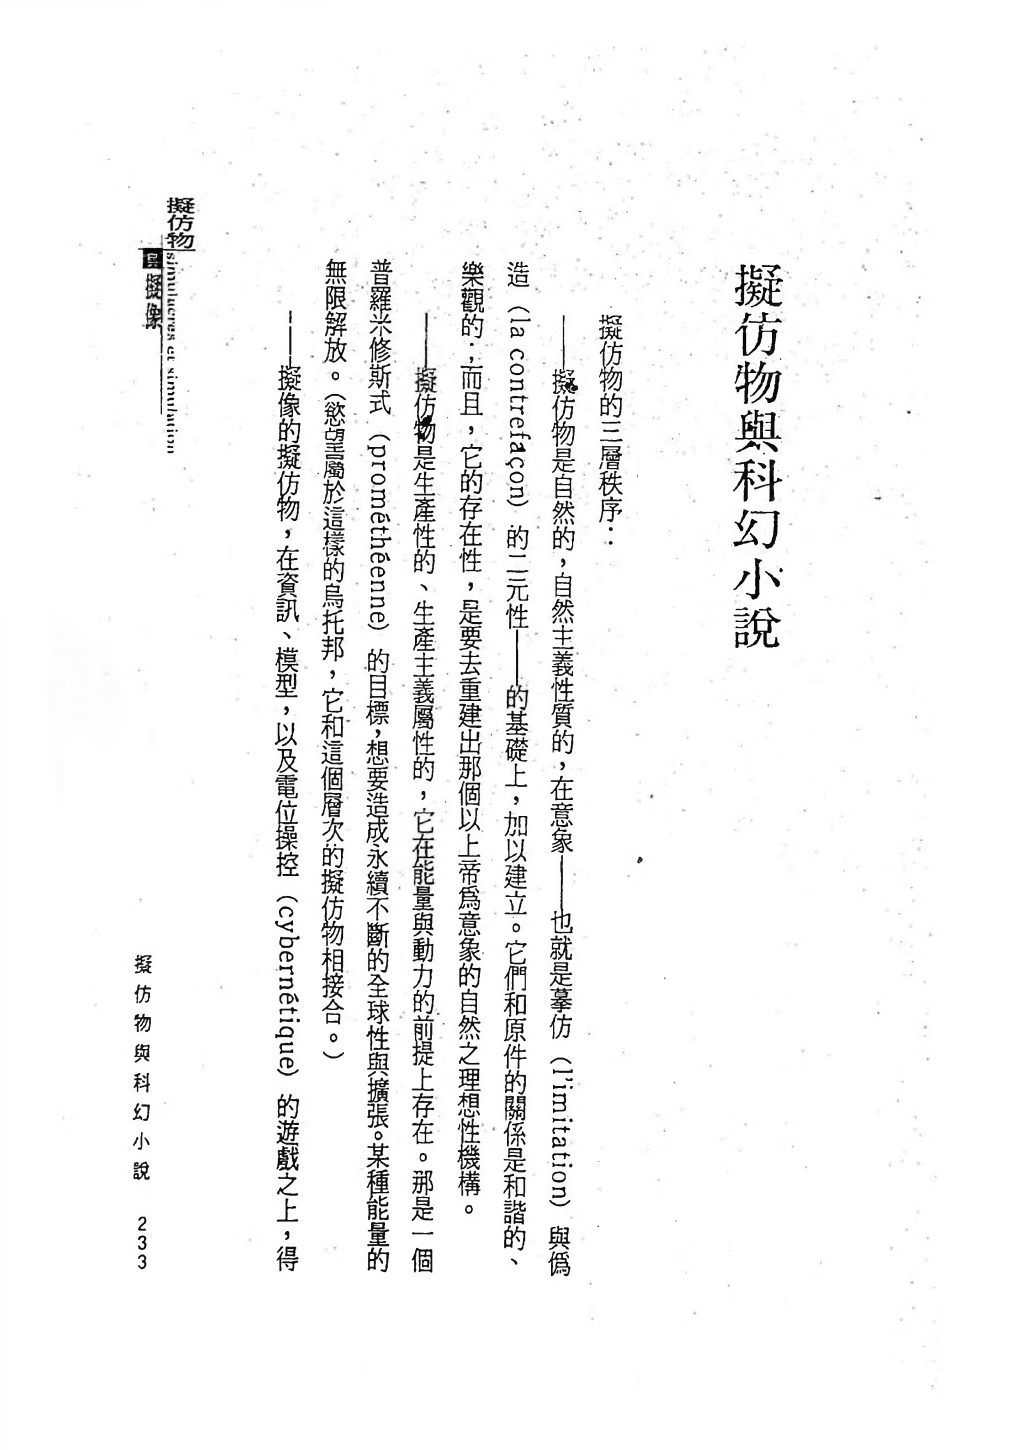 擬仿物與科幻小說
擬仿物的三層秩序：
——擬仿物是自然的，自然主義性質的，在意象——也就是摹仿（l'imitation）與僞
造（la contrefaçon）的二元性——的基礎上，加以建立。它們和原件的關係是和諧的、
樂觀的；而且，它的存在性，是要去重建出那個以上帝爲意象的自然之理想性機構。
——擬仿物是生產性的、生產主義屬性的，它在能量與動力的前提上存在。那是一個
普羅米修斯式（prométhéenne）的目標，想要造成永續不斷的全球性與擴張。某種能量的
無限解放。（慾望屬於這樣的烏托邦，它和這個層次的擬仿物相接合。）
——擬像的擬仿物，在資訊、模型，以及電位操控（cybernétique）的遊戲之上，得
擬仿物
simulacres et simulation
與擬像
擬仿物與科幻小說 233